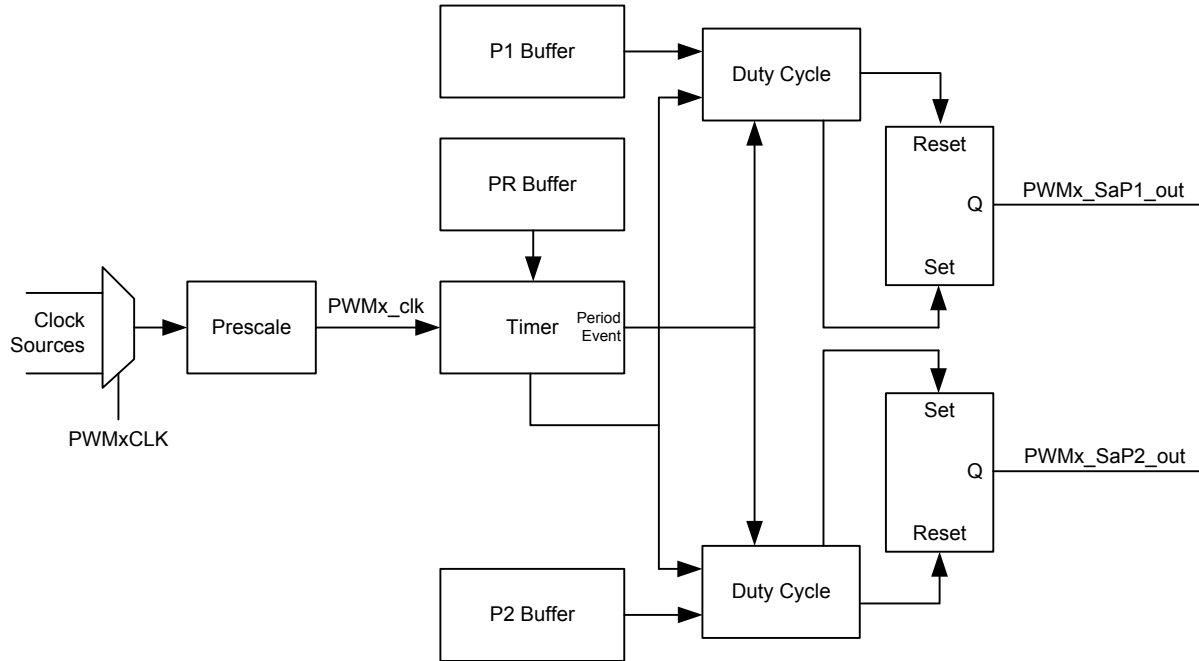 P1 Buffer
Duty Cycle
Reset
Q
Set
PWMx_SaP1_out
PR Buffer
Clock
Sources
PWMxCLK
Prescale
PWMx_clk
Timer
Period
Event
Set
Q
Reset
PWMx_SaP2_out
P2 Buffer
Duty Cycle